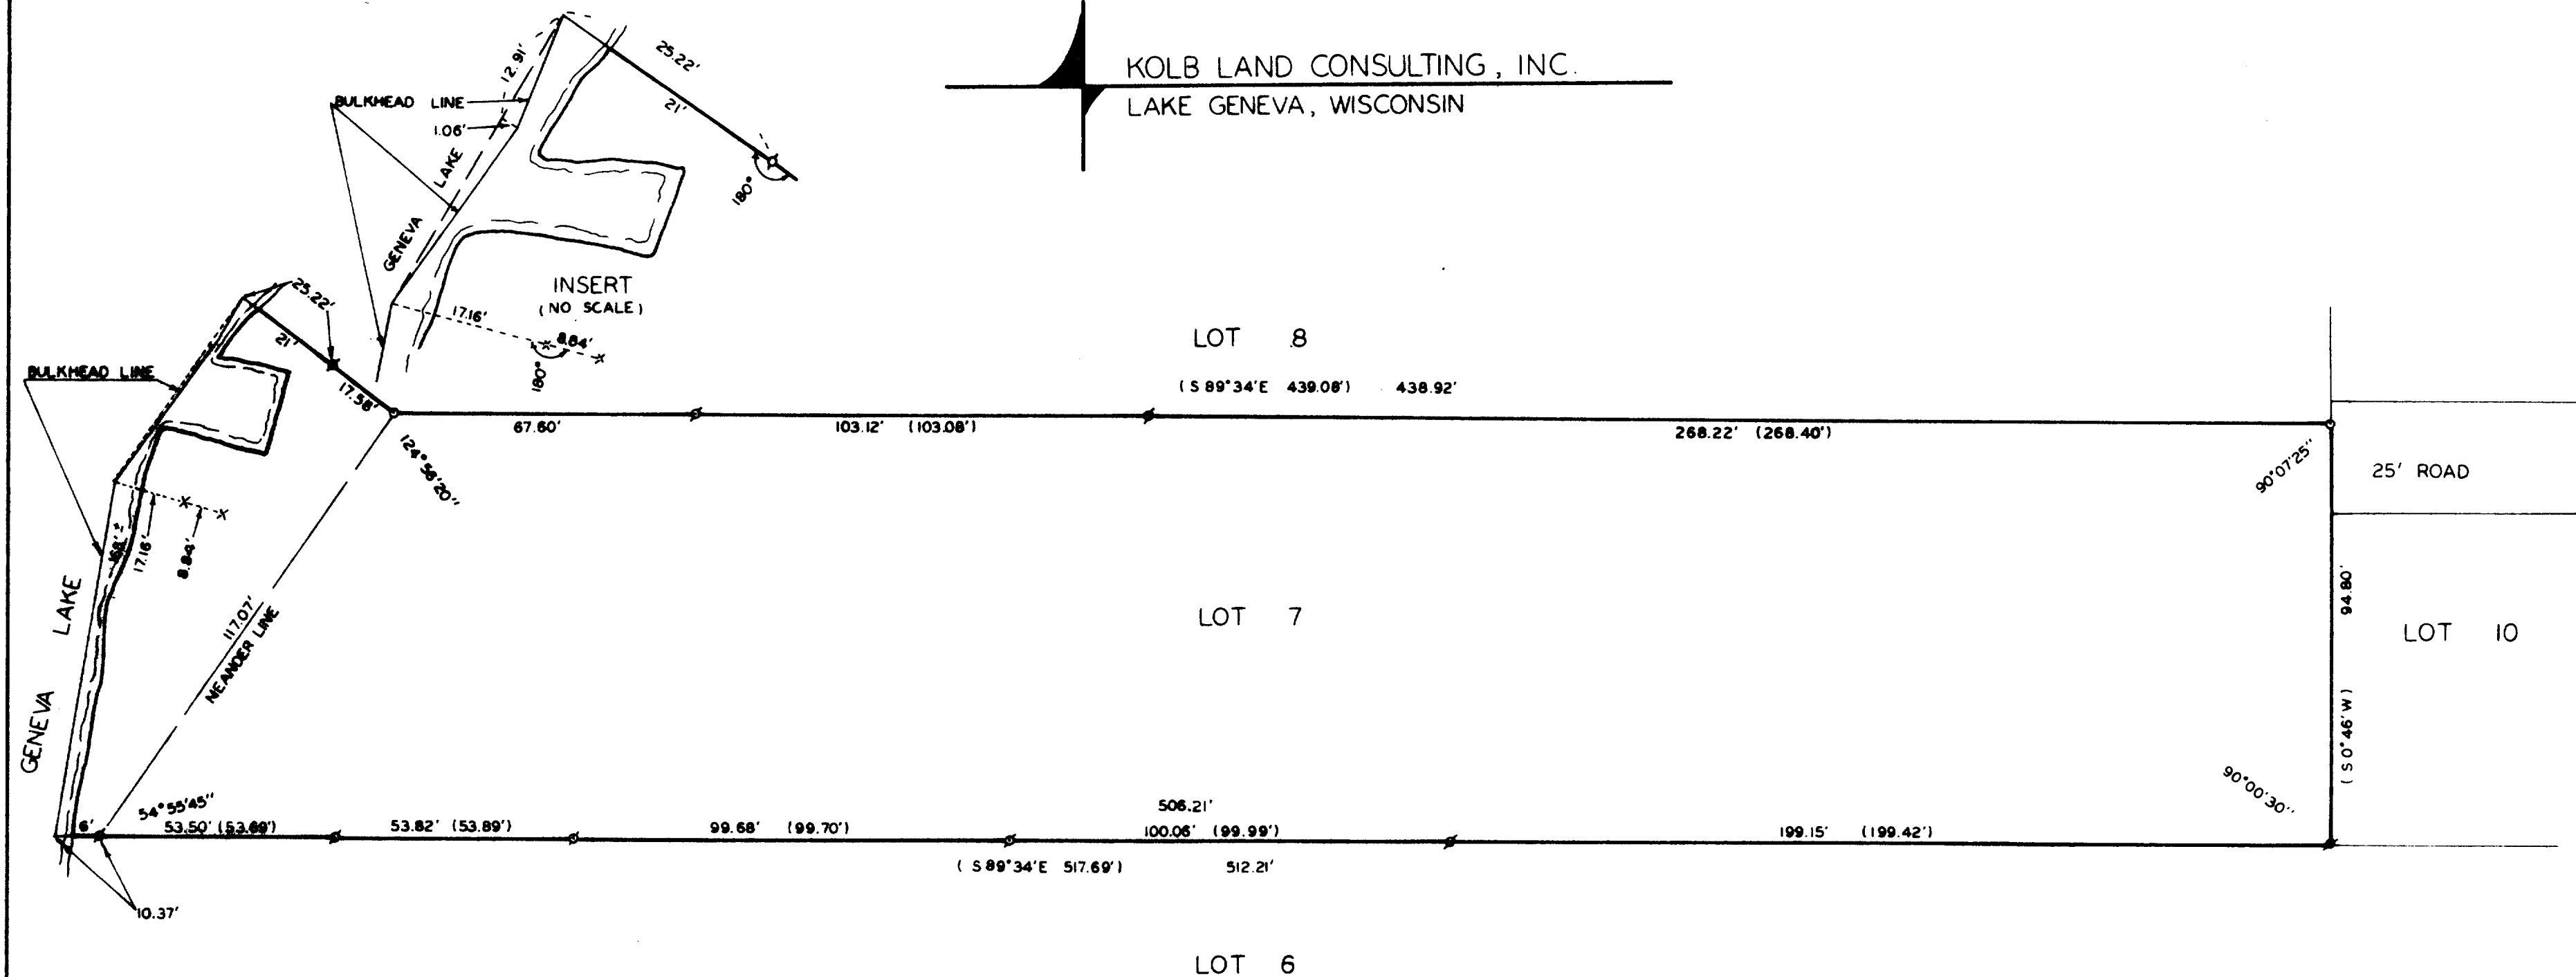 KOLB LAND CONSULTING, INC.
LAKE GENEVA, WISCONSIN
12.91'
25.22'
21'
BULKHEAD LINE
1.06'
GENEVA LAKE
180°
INSERT
(NO SCALE)
17.16'
8.84'
180°
25.22'
21'
17.58'
BULKHEAD LINE
LOT 8
(S 89°34'E 439.08') 438.92'
67.60'
103.12' (103.08')
268.22' (268.40')
124°58'20"
90°07'25"
25' ROAD
17.16'
8.84'
GENEVA LAKE
117.07'
MEANDER LINE
LOT 7
94.80'
(S 0°46'W)
LOT 10
90°00'30"
54°55'45"
6'
53.50' (53.69')
53.82' (53.89')
99.68' (99.70')
506.21'
100.06' (99.99')
199.15' (199.42')
(S 89°34'E 517.69') 512.21'
10.37'
LOT 6